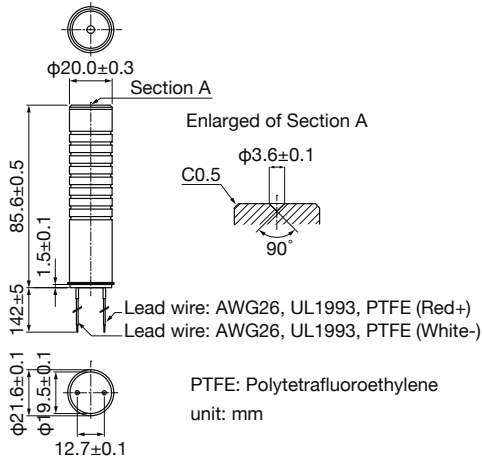 φ20.0±0.3
Section A
Enlarged of Section A
φ3.6±0.1
C0.5
90°
85.6±0.5
1.5±0.1
142±5
Lead wire: AWG26, UL1993, PTFE (Red+)
Lead wire: AWG26, UL1993, PTFE (White-)
φ21.6±0.1
φ19.5±0.1
12.7±0.1
PTFE: Polytetrafluoroethylene
unit: mm